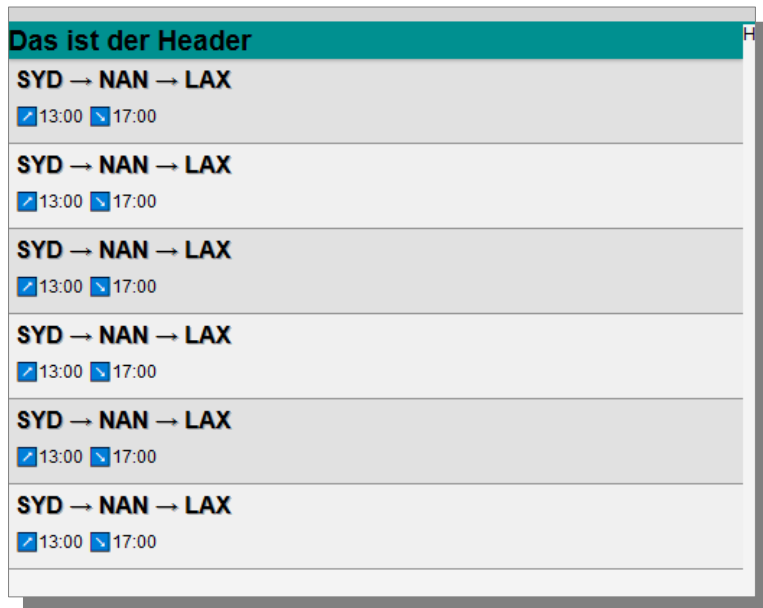 Das ist der Header
H
SYD → NAN → LAX
13:00 17:00
SYD → NAN → LAX
13:00 17:00
SYD → NAN → LAX
13:00 17:00
SYD → NAN → LAX
13:00 17:00
SYD → NAN → LAX
13:00 17:00
SYD → NAN → LAX
13:00 17:00